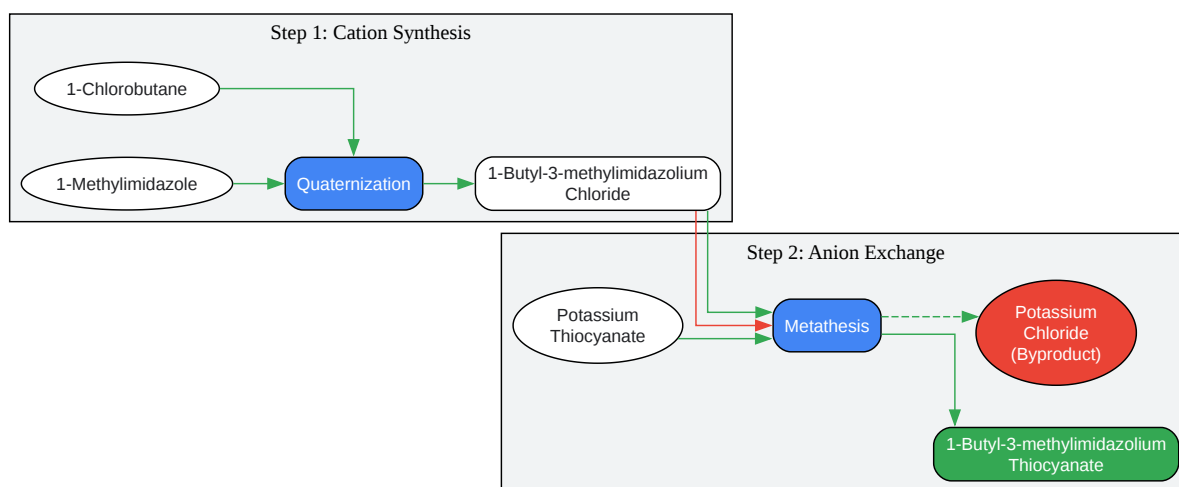 Step 1: Cation Synthesis
1-Chlorobutane
1-Methylimidazole
Quaternization
1-Butyl-3-methylimidazolium
Chloride
Step 2: Anion Exchange
Potassium
Thiocyanate
Metathesis
Potassium
Chloride
(Byproduct)
1-Butyl-3-methylimidazolium
Thiocyanate